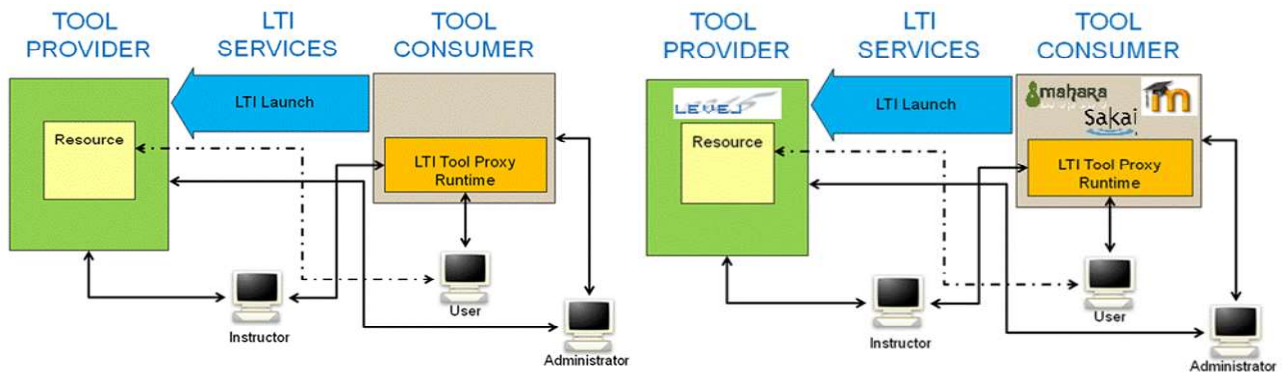 TOOL
PROVIDER
LTI
SERVICES
TOOL
CONSUMER
LTI Launch
Resource
LTI Tool Proxy
Runtime
User
Instructor
Administrator
TOOL
PROVIDER
LTI
SERVICES
TOOL
CONSUMER
LEVEL
LTI Launch
mahara
Sakai
m
Resource
LTI Tool Proxy
Runtime
User
Instructor
Administrator